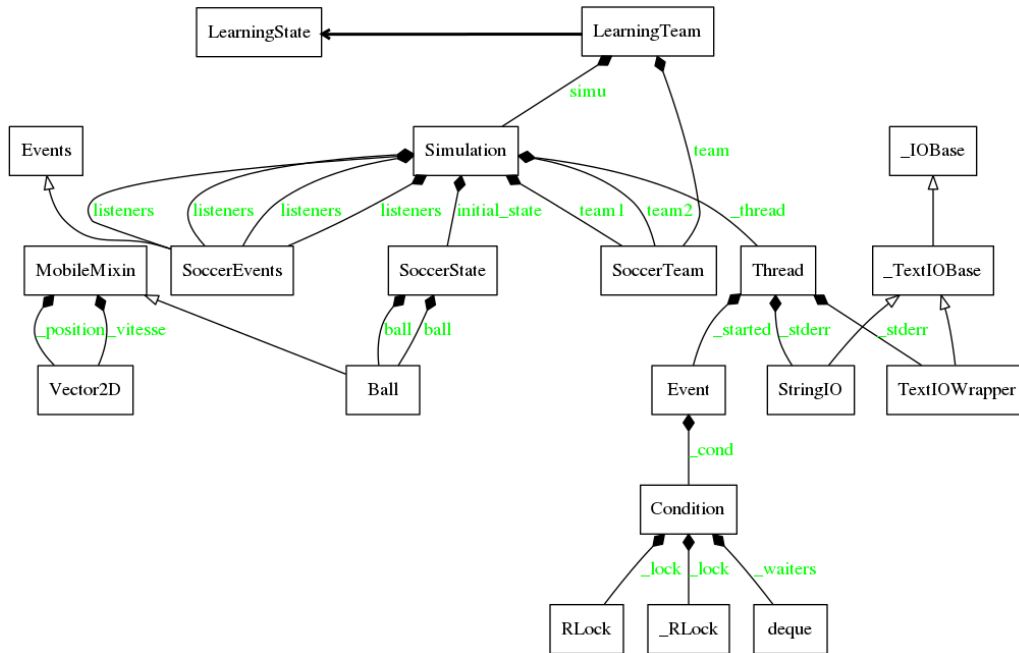 LearningState
LearningTeam
simu
Events
Simulation
team
_IOBase
listeners
listeners
listeners
listeners
initial_state
team1
team2
_thread
MobileMixin
SoccerEvents
SoccerState
SoccerTeam
Thread
_TextIOBase
_position
_vitesse
ball
ball
_started
_stderr
_stderr
Vector2D
Ball
Event
StringIO
TextIOWrapper
_cond
Condition
_lock
_lock
_waiters
RLock
_RLock
deque